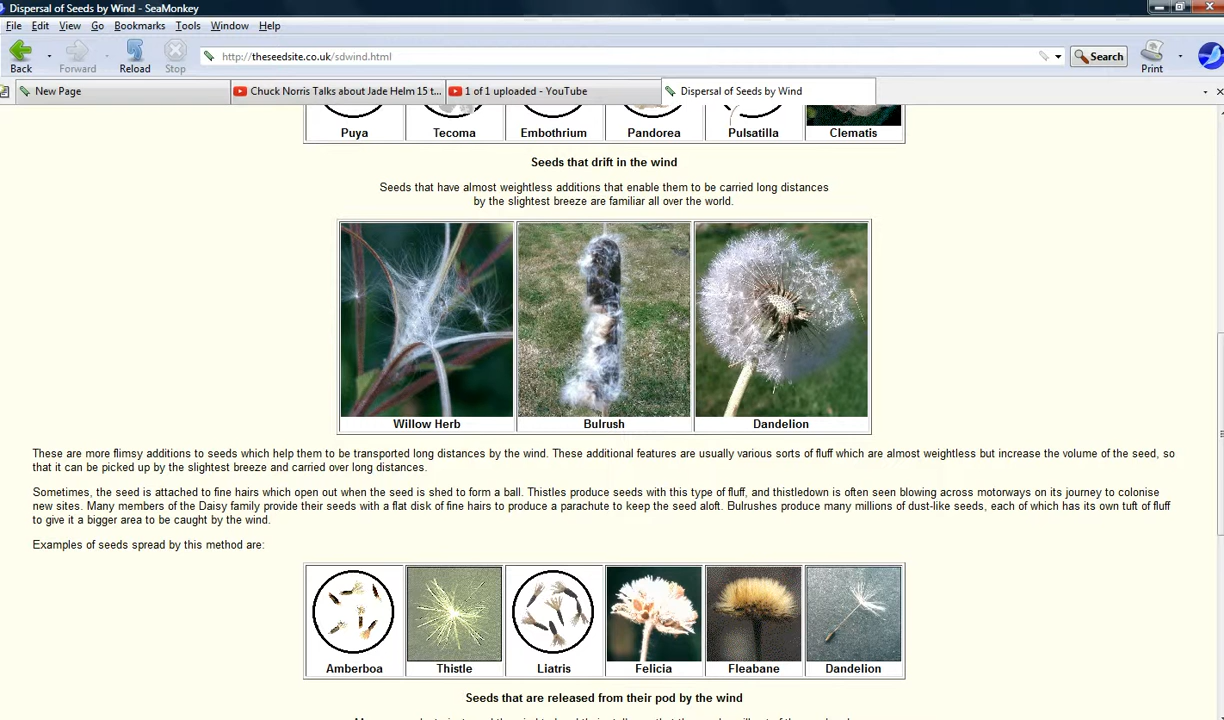 Dispersal of Seeds by Wind - SeaMonkey
File Edit View Go Bookmarks Tools Window Help
Back Forward Reload Stop http://theseedsite.co.uk/sdwind.html Search Print
New Page Chuck Norris Talks about Jade Helm 15 t... 1 of 1 uploaded - YouTube Dispersal of Seeds by Wind
Puya Tecoma Embothrium Pandorea Pulsatilla Clematis
Seeds that drift in the wind
Seeds that have almost weightless additions that enable them to be carried long distances
by the slightest breeze are familiar all over the world.
Willow Herb Bulrush Dandelion
These are more flimsy additions to seeds which help them to be transported long distances by the wind. These additional features are usually various sorts of fluff which are almost weightless but increase the volume of the seed, so
that it can be picked up by the slightest breeze and carried over long distances.
Sometimes, the seed is attached to fine hairs which open out when the seed is shed to form a ball. Thistles produce seeds with this type of fluff, and thistledown is often seen blowing across motorways on its journey to colonise
new sites. Many members of the Daisy family provide their seeds with a flat disk of fine hairs to produce a parachute to keep the seed aloft. Bulrushes produce many millions of dust-like seeds, each of which has its own tuft of fluff
to give it a bigger area to be caught by the wind.
Examples of seeds spread by this method are:
Amberboa Thistle Liatris Felicia Fleabane Dandelion
Seeds that are released from their pod by the wind